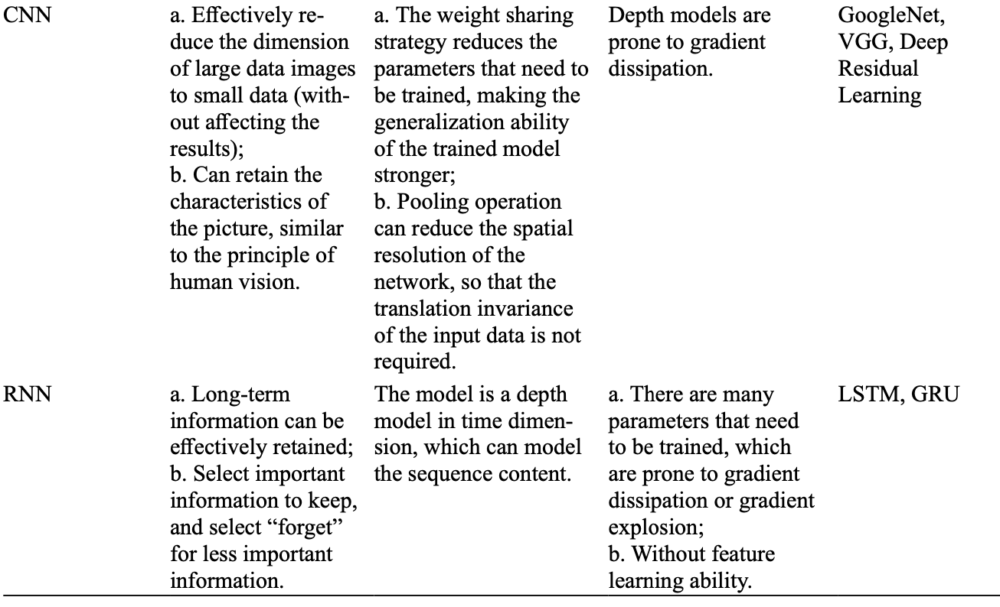 CNN
a. Effectively re-
duce the dimension
of large data images
to small data (with-
out affecting the
results);
b. Can retain the
characteristics of
the picture, similar
to the principle of
human vision.
a. The weight sharing
strategy reduces the
parameters that need to
be trained, making the
generalization ability
of the trained model
stronger;
b. Pooling operation
can reduce the spatial
resolution of the
network, so that the
translation invariance
of the input data is not
required.
Depth models are
prone to gradient
dissipation.
GoogleNet,
VGG, Deep
Residual
Learning
RNN
a. Long-term
information can be
effectively retained;
b. Select important
information to keep,
and select “forget”
for less important
information.
The model is a depth
model in time dimen-
sion, which can model
the sequence content.
a. There are many
parameters that need
to be trained, which
are prone to gradient
dissipation or gradient
explosion;
b. Without feature
learning ability.
LSTM, GRU